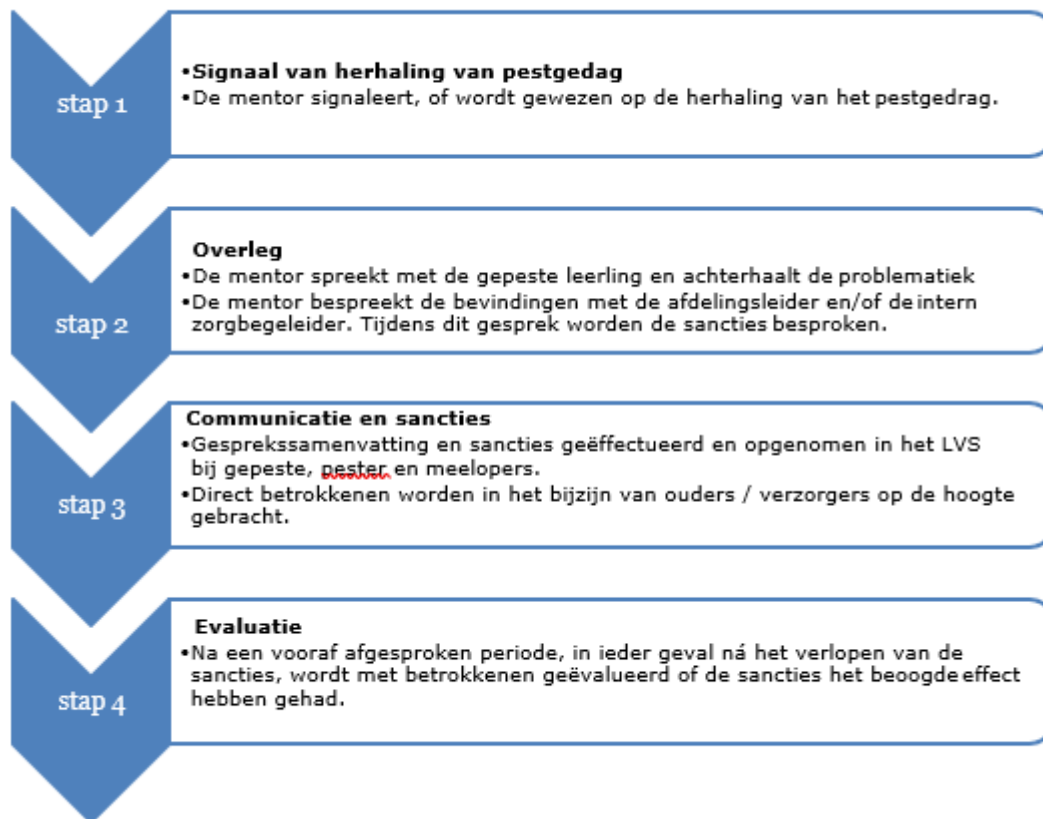 stap 1
•Signaal van herhaling van pestgedag
•De mentor signaleert, of wordt gewezen op de herhaling van het pestgedrag.
stap 2
Overleg
•De mentor spreekt met de gepeste leerling en achterhaalt de problematiek
•De mentor bespreekt de bevindingen met de afdelingsleider en/of de intern
zorgbegeleider. Tijdens dit gesprek worden de sancties besproken.
stap 3
Communicatie en sancties
•Gesprekssamenvatting en sancties geëffectueerd en opgenomen in het LVS
bij gepeste, pester en meelopers.
•Direct betrokkenen worden in het bijzijn van ouders / verzorgers op de hoogte
gebracht.
stap 4
Evaluatie
•Na een vooraf afgesproken periode, in ieder geval ná het verlopen van de
sancties, wordt met betrokkenen geëvalueerd of de sancties het beoogde effect
hebben gehad.